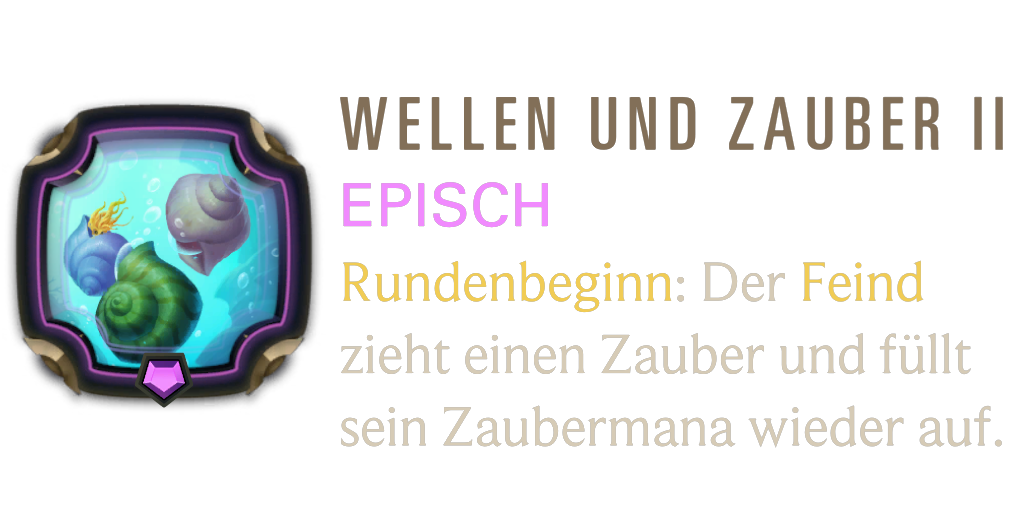 WELLEN UND ZAUBER II
EPISCH
Rundenbeginn: Der Feind
zieht einen Zauber und füllt
sein Zaubermana wieder auf.